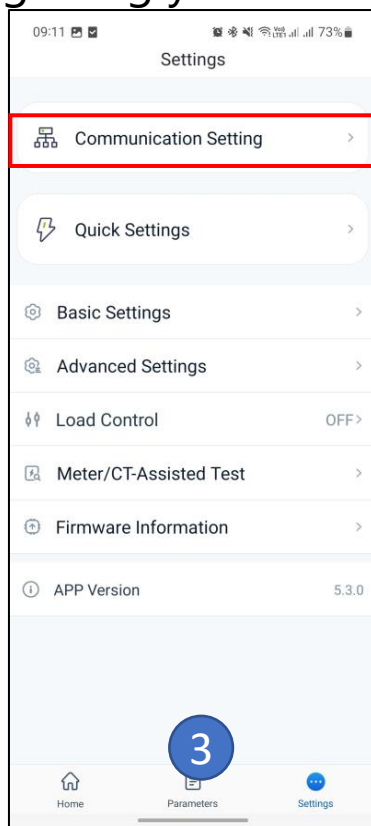 09:11 73%
Settings
Communication Setting
Quick Settings
Basic Settings
Advanced Settings
Load Control OFF
Meter/CT-Assisted Test
Firmware Information
APP Version 5.3.0
3
Home Parameters Settings